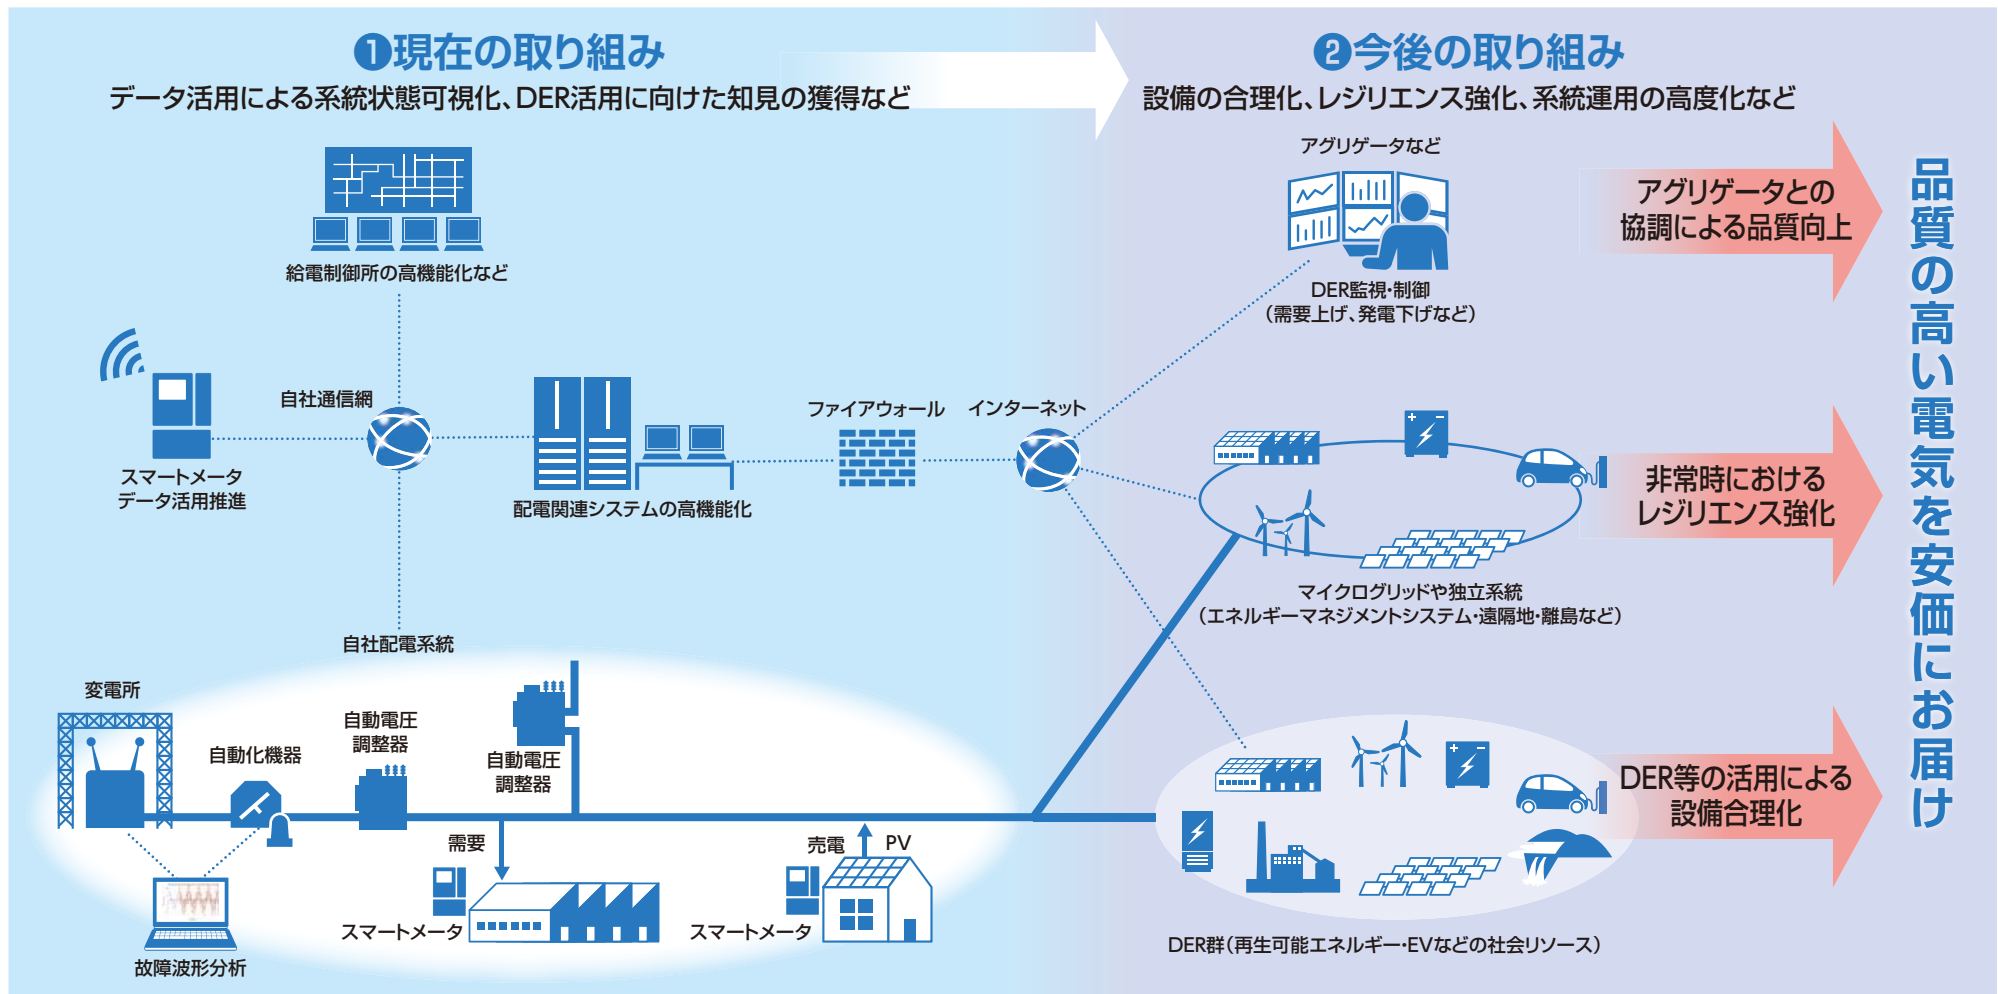 ❶現在の取り組み
データ活用による系統状態可視化、DER活用に向けた知見の獲得など
給電制御所の高機能化など
自社通信網
スマートメータ
データ活用推進
配電関連システムの高機能化
ファイアウォール
インターネット
自社配電系統
変電所
自動化機器
自動電圧
調整器
自動電圧
調整器
需要
売電
PV
スマートメータ
スマートメータ
故障波形分析
❷今後の取り組み
設備の合理化、レジリエンス強化、系統運用の高度化など
アグリゲータなど
DER監視・制御
（需要上げ、発電下げなど）
マイクログリッドや独立系統
（エネルギーマネジメントシステム・遠隔地・離島など）
DER群（再生可能エネルギー・EVなどの社会リソース）
アグリゲータとの
協調による品質向上
非常時における
レジリエンス強化
DER等の活用による
設備合理化
品質の高い電気を安価にお届け